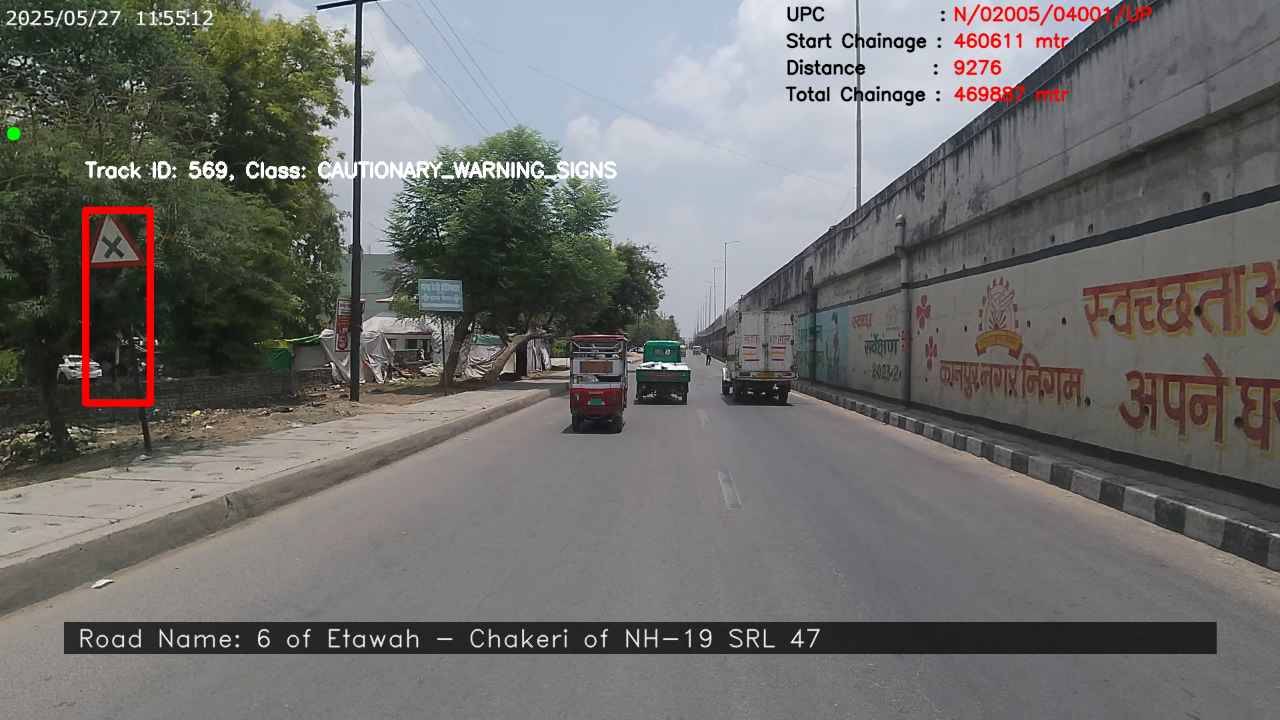 2025/05/27 11:55:12
UPC : N/02005/04001/UP
Start Chainage : 460611 mtr
Distance : 9276
Total Chainage : 469887 mtr
Track ID: 569, Class: CAUTIONARY_WARNING_SIGNS
स्वच्छता अ
सर्वेक्षण
कानपुर नगर निगम
अपने घ
Road Name: 6 of Etawah - Chakeri of NH-19 SRL 47